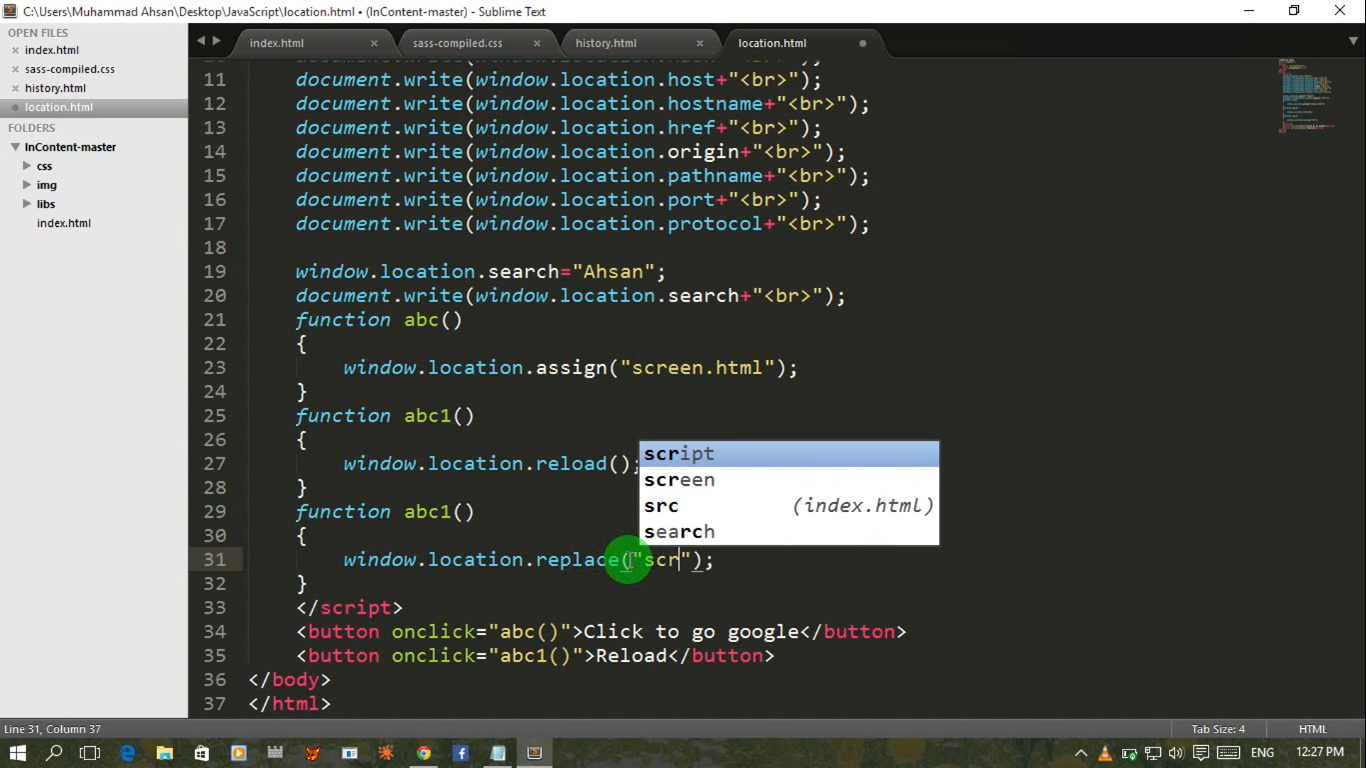 C:\Users\Muhammad Ahsan\Desktop\JavaScript\location.html • (InContent-master) - Sublime Text
OPEN FILES
index.html
sass-compiled.css
history.html
location.html
FOLDERS
InContent-master
css
img
libs
index.html
index.html
sass-compiled.css
history.html
location.html
11 document.write(window.location.host+"<br>");
12 document.write(window.location.hostname+"<br>");
13 document.write(window.location.href+"<br>");
14 document.write(window.location.origin+"<br>");
15 document.write(window.location.pathname+"<br>");
16 document.write(window.location.port+"<br>");
17 document.write(window.location.protocol+"<br>");
18
19 window.location.search="Ahsan";
20 document.write(window.location.search+"<br>");
21 function abc()
22 {
23 window.location.assign("screen.html");
24 }
25 function abc1()
26 {
27 window.location.reload();
28 }
29 function abc1()
30 {
31 window.location.replace("scr");
32 }
33 </script>
34 <button onclick="abc()">Click to go google</button>
35 <button onclick="abc1()">Reload</button>
36 </body>
37 </html>
script
screen
src (index.html)
search
Line 31, Column 37
Tab Size: 4
HTML
ENG
12:27 PM